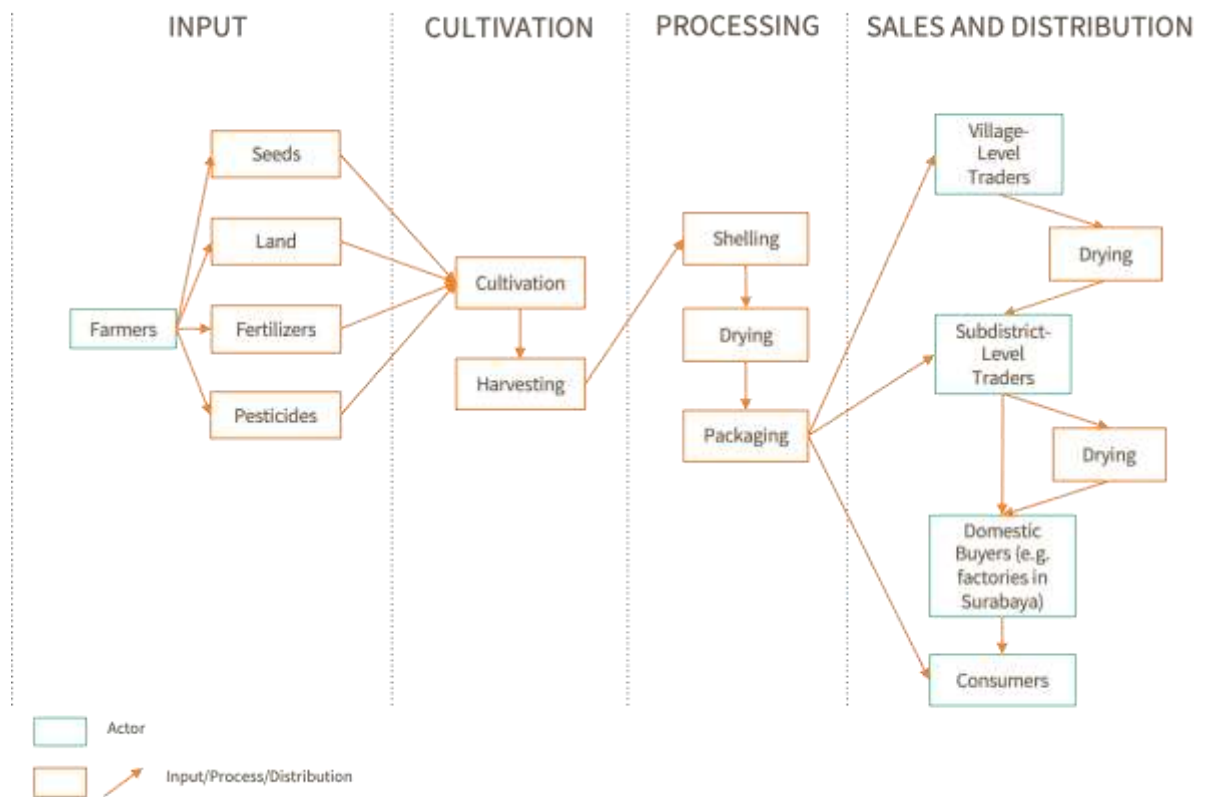 INPUT
CULTIVATION
PROCESSING
SALES AND DISTRIBUTION
Farmers
Seeds
Land
Fertilizers
Pesticides
Cultivation
Harvesting
Shelling
Drying
Packaging
Village-
Level
Traders
Drying
Subdistrict-
Level
Traders
Drying
Domestic
Buyers (e.g.
factories in
Surabaya)
Consumers
Actor
Input/Process/Distribution